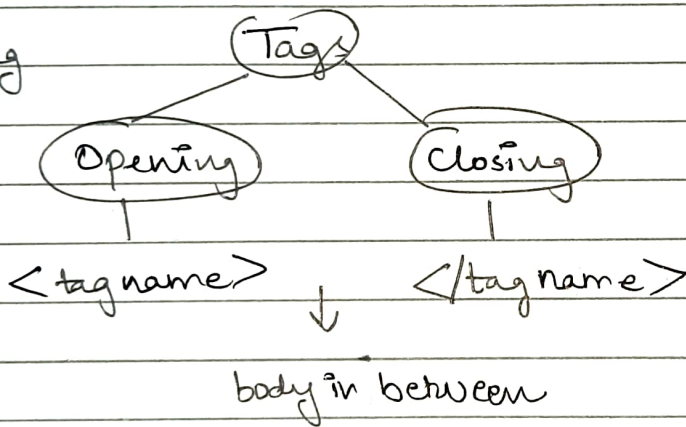 g
Tags
Opening Closing
<tagname> </tagname>
↓
body in between